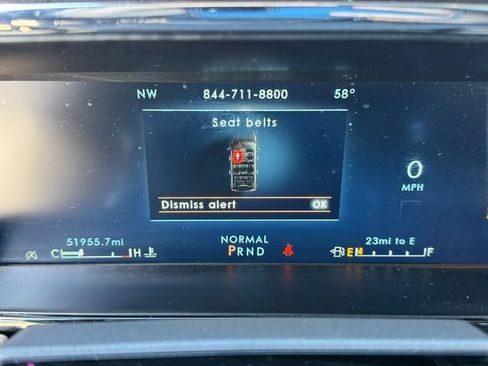 NW 844-711-8800 58°
Seat belts
0
MPH
Dismiss alert OK
51955.7mi NORMAL 23mi to E
C H PRND E F